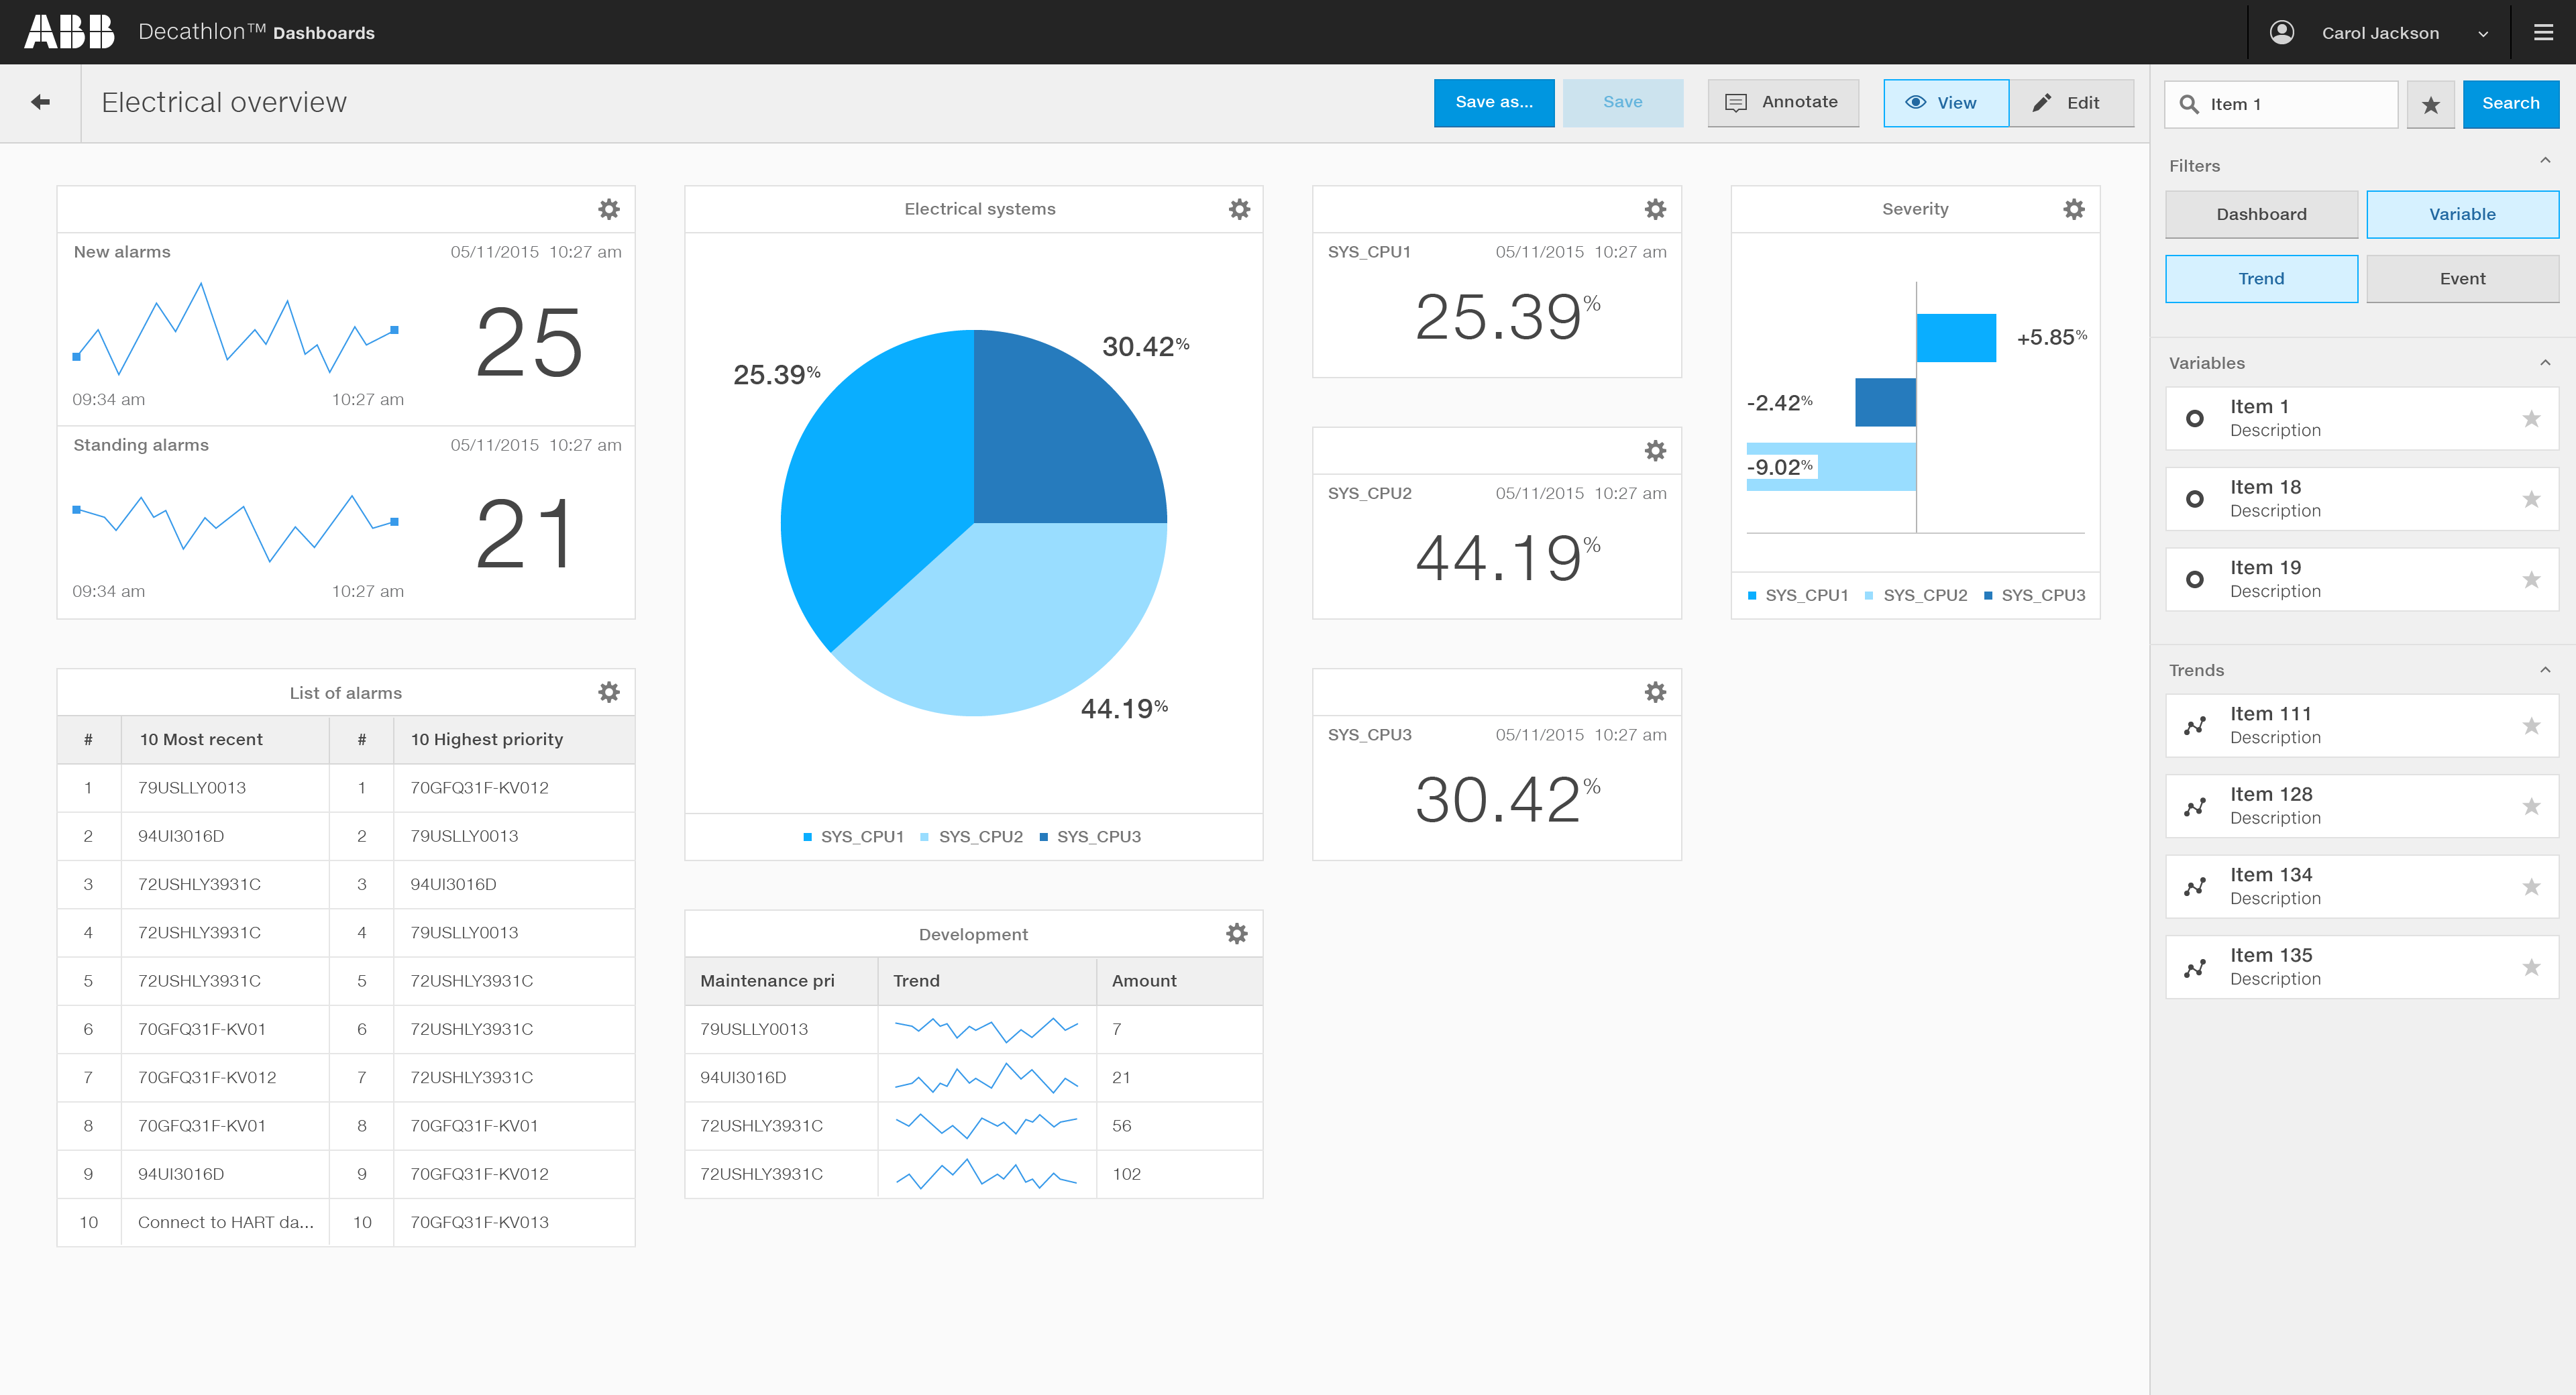 ABB Decathlon™ Dashboards
Carol Jackson
Electrical overview
Save as...
Save
Annotate
View
Edit
Item 1
Search
New alarms
05/11/2015 10:27 am
25
09:34 am
10:27 am
Standing alarms
05/11/2015 10:27 am
21
09:34 am
10:27 am
Electrical systems
25.39%
30.42%
44.19%
SYS_CPU1 SYS_CPU2 SYS_CPU3
SYS_CPU1 05/11/2015 10:27 am
25.39%
SYS_CPU2 05/11/2015 10:27 am
44.19%
SYS_CPU3 05/11/2015 10:27 am
30.42%
Severity
+5.85%
-2.42%
-9.02%
SYS_CPU1 SYS_CPU2 SYS_CPU3
List of alarms
# 10 Most recent # 10 Highest priority
1 79USLLY0013 1 70GFQ31F-KV012
2 94UI3016D 2 79USLLY0013
3 72USHLY3931C 3 94UI3016D
4 72USHLY3931C 4 79USLLY0013
5 72USHLY3931C 5 72USHLY3931C
6 70GFQ31F-KV01 6 72USHLY3931C
7 70GFQ31F-KV012 7 72USHLY3931C
8 70GFQ31F-KV01 8 70GFQ31F-KV01
9 94UI3016D 9 70GFQ31F-KV012
10 Connect to HART da... 10 70GFQ31F-KV013
Development
Maintenance pri Trend Amount
79USLLY0013 7
94UI3016D 21
72USHLY3931C 56
72USHLY3931C 102
Filters
Dashboard
Variable
Trend
Event
Variables
Item 1
Description
Item 18
Description
Item 19
Description
Trends
Item 111
Description
Item 128
Description
Item 134
Description
Item 135
Description